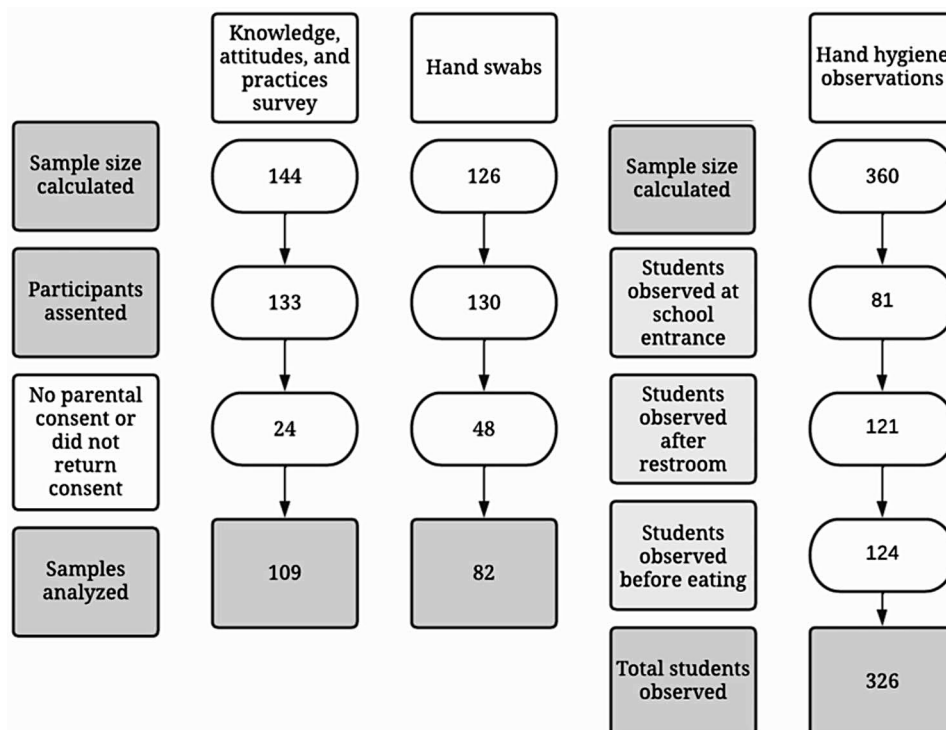 Knowledge,
attitudes, and
practices
survey
Hand swabs
Hand hygiene
observations
Sample size
calculated
144
126
Sample size
calculated
360
Participants
assented
133
130
Students
observed at
school
entrance
81
No parental
consent or
did not
return
consent
24
48
Students
observed
after
restroom
121
Samples
analyzed
109
82
Students
observed
before eating
124
Total students
observed
326